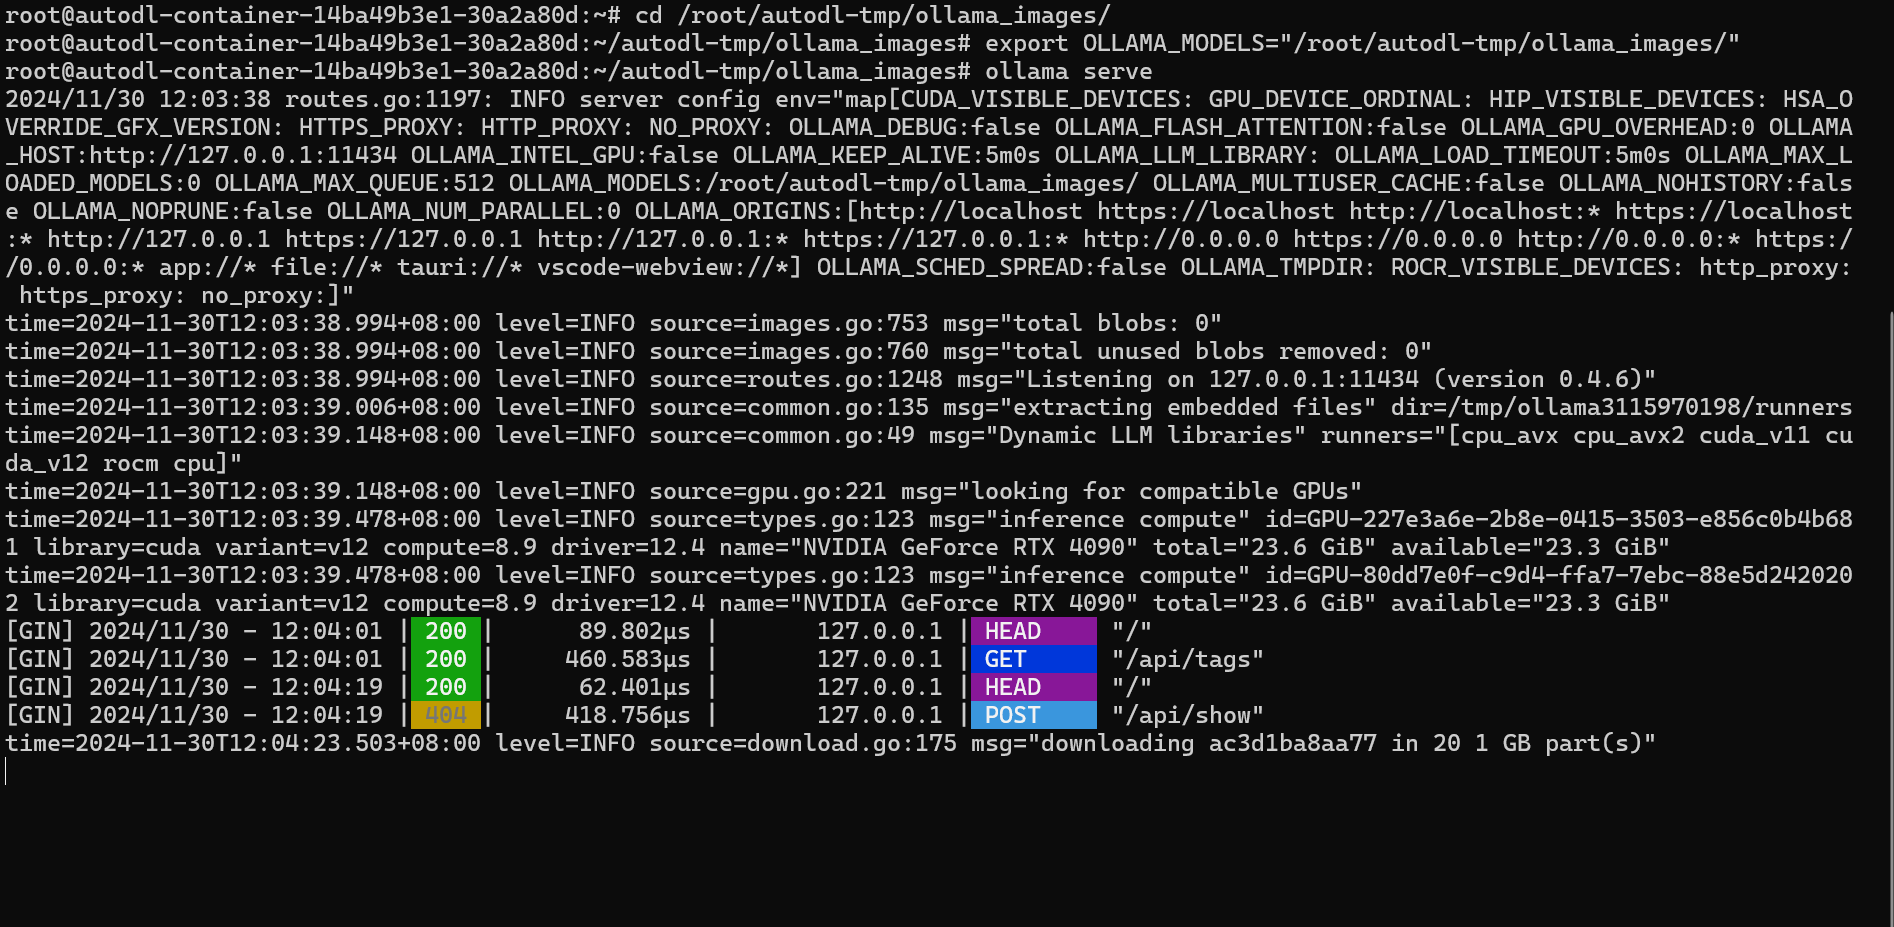 root@autodl-container-14ba49b3e1-30a2a80d:~# cd /root/autodl-tmp/ollama_images/
root@autodl-container-14ba49b3e1-30a2a80d:~/autodl-tmp/ollama_images# export OLLAMA_MODELS="/root/autodl-tmp/ollama_images/"
root@autodl-container-14ba49b3e1-30a2a80d:~/autodl-tmp/ollama_images# ollama serve
2024/11/30 12:03:38 routes.go:1197: INFO server config env="map[CUDA_VISIBLE_DEVICES: GPU_DEVICE_ORDINAL: HIP_VISIBLE_DEVICES: HSA_O
VERRIDE_GFX_VERSION: HTTPS_PROXY: HTTP_PROXY: NO_PROXY: OLLAMA_DEBUG:false OLLAMA_FLASH_ATTENTION:false OLLAMA_GPU_OVERHEAD:0 OLLAMA
_HOST:http://127.0.0.1:11434 OLLAMA_INTEL_GPU:false OLLAMA_KEEP_ALIVE:5m0s OLLAMA_LLM_LIBRARY: OLLAMA_LOAD_TIMEOUT:5m0s OLLAMA_MAX_L
OADED_MODELS:0 OLLAMA_MAX_QUEUE:512 OLLAMA_MODELS:/root/autodl-tmp/ollama_images/ OLLAMA_MULTIUSER_CACHE:false OLLAMA_NOHISTORY:fals
e OLLAMA_NOPRUNE:false OLLAMA_NUM_PARALLEL:0 OLLAMA_ORIGINS:[http://localhost https://localhost http://localhost:* https://localhost
:* http://127.0.0.1 https://127.0.0.1 http://127.0.0.1:* https://127.0.0.1:* http://0.0.0.0 https://0.0.0.0 http://0.0.0.0:* https:/
/0.0.0.0:* app://* file://* tauri://* vscode-webview://*] OLLAMA_SCHED_SPREAD:false OLLAMA_TMPDIR: ROCR_VISIBLE_DEVICES: http_proxy:
 https_proxy: no_proxy:]"
time=2024-11-30T12:03:38.994+08:00 level=INFO source=images.go:753 msg="total blobs: 0"
time=2024-11-30T12:03:38.994+08:00 level=INFO source=images.go:760 msg="total unused blobs removed: 0"
time=2024-11-30T12:03:38.994+08:00 level=INFO source=routes.go:1248 msg="Listening on 127.0.0.1:11434 (version 0.4.6)"
time=2024-11-30T12:03:39.006+08:00 level=INFO source=common.go:135 msg="extracting embedded files" dir=/tmp/ollama3115970198/runners
time=2024-11-30T12:03:39.148+08:00 level=INFO source=common.go:49 msg="Dynamic LLM libraries" runners="[cpu_avx cpu_avx2 cuda_v11 cu
da_v12 rocm cpu]"
time=2024-11-30T12:03:39.148+08:00 level=INFO source=gpu.go:221 msg="looking for compatible GPUs"
time=2024-11-30T12:03:39.478+08:00 level=INFO source=types.go:123 msg="inference compute" id=GPU-227e3a6e-2b8e-0415-3503-e856c0b4b68
1 library=cuda variant=v12 compute=8.9 driver=12.4 name="NVIDIA GeForce RTX 4090" total="23.6 GiB" available="23.3 GiB"
time=2024-11-30T12:03:39.478+08:00 level=INFO source=types.go:123 msg="inference compute" id=GPU-80dd7e0f-c9d4-ffa7-7ebc-88e5d242020
2 library=cuda variant=v12 compute=8.9 driver=12.4 name="NVIDIA GeForce RTX 4090" total="23.6 GiB" available="23.3 GiB"
[GIN] 2024/11/30 - 12:04:01 | 200 |      89.802µs |       127.0.0.1 | HEAD     "/"
[GIN] 2024/11/30 - 12:04:01 | 200 |     460.583µs |       127.0.0.1 | GET      "/api/tags"
[GIN] 2024/11/30 - 12:04:19 | 200 |      62.401µs |       127.0.0.1 | HEAD     "/"
[GIN] 2024/11/30 - 12:04:19 | 404 |     418.756µs |       127.0.0.1 | POST     "/api/show"
time=2024-11-30T12:04:23.503+08:00 level=INFO source=download.go:175 msg="downloading ac3d1ba8aa77 in 20 1 GB part(s)"